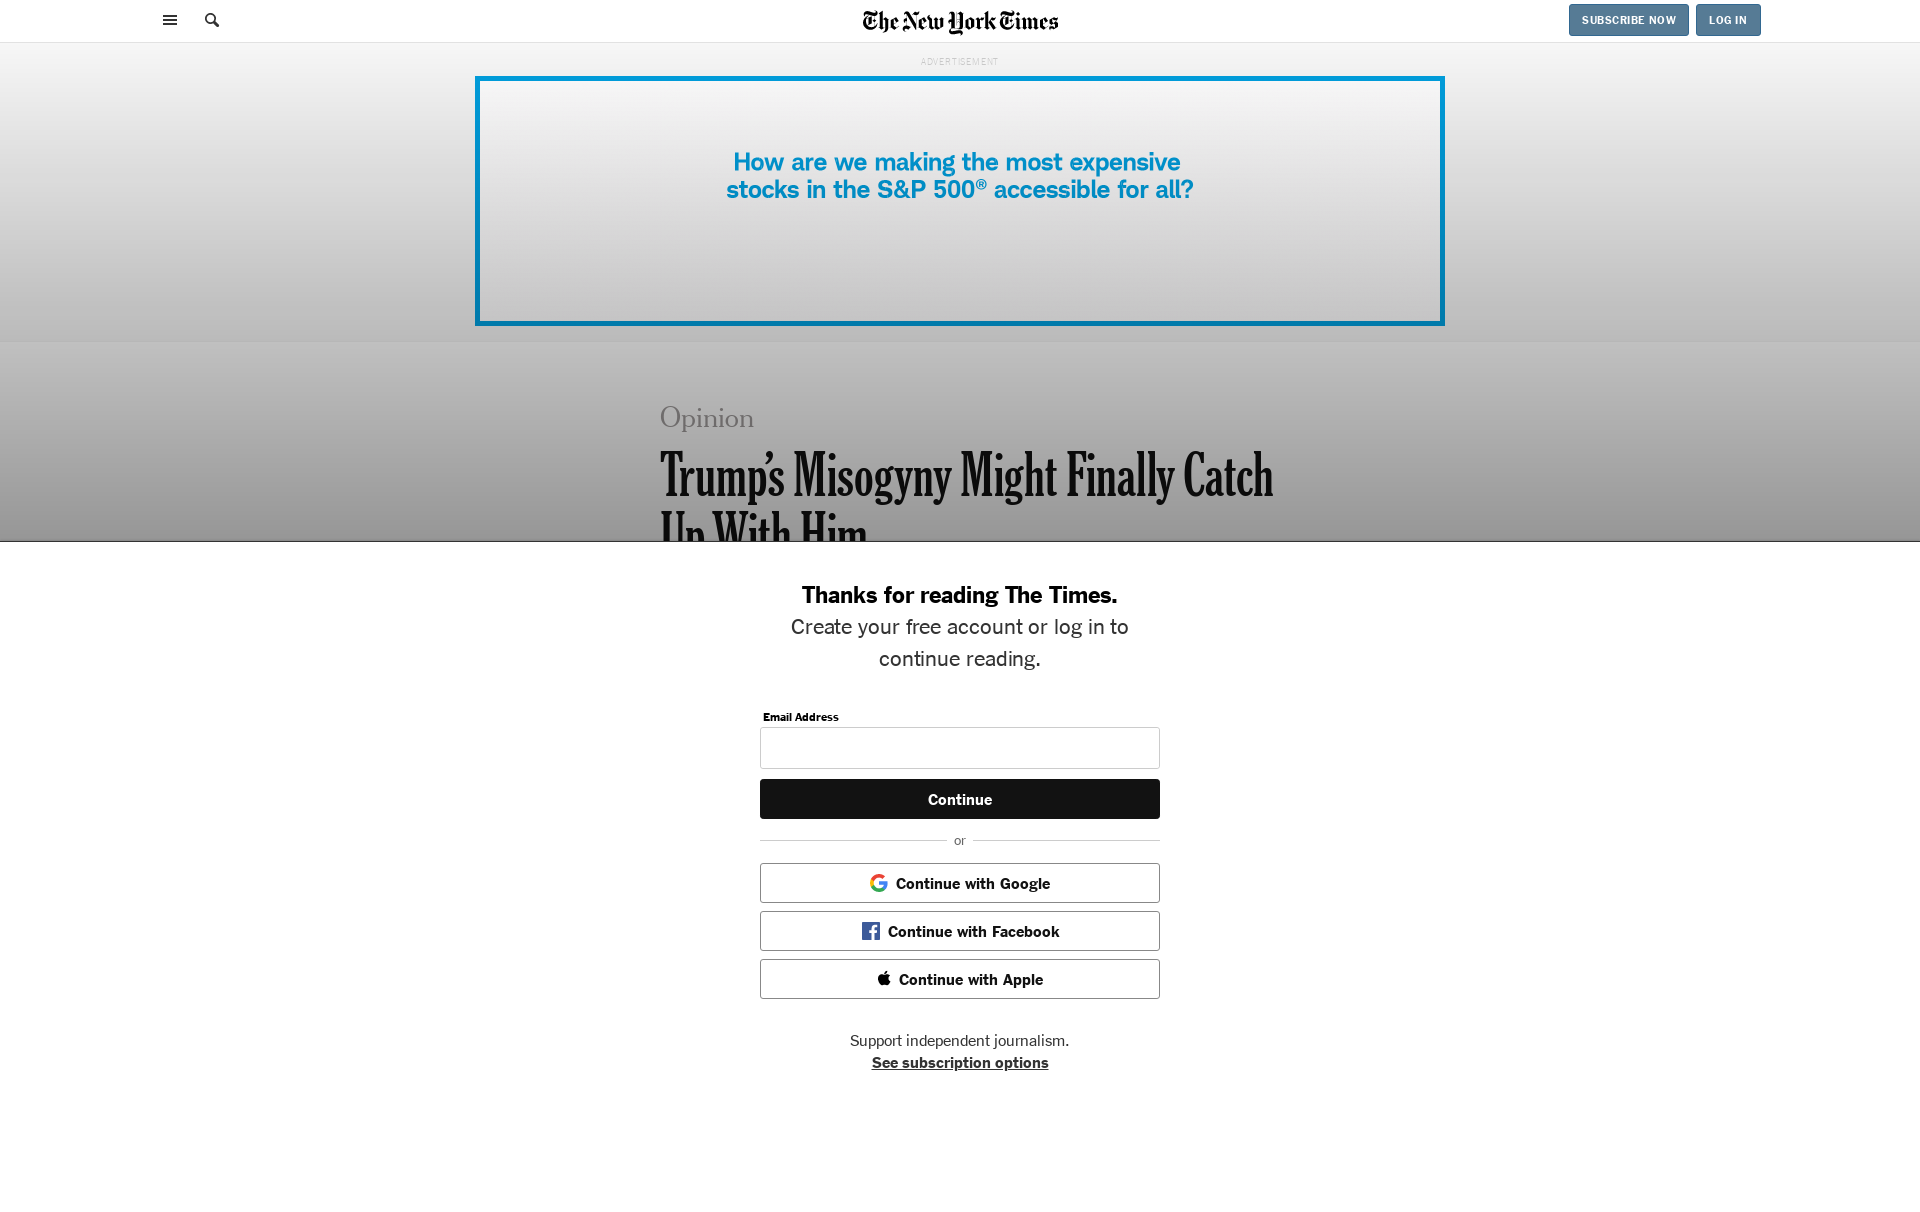 The New York Times
SUBSCRIBE NOW
LOG IN
ADVERTISEMENT
How are we making the most expensive
stocks in the S&P 500® accessible for all?
Opinion
Trump’s Misogyny Might Finally Catch
Up With Him
Thanks for reading The Times.
Create your free account or log in to
continue reading.
Email Address
Continue
or
Continue with Google
Continue with Facebook
Continue with Apple
Support independent journalism.
See subscription options